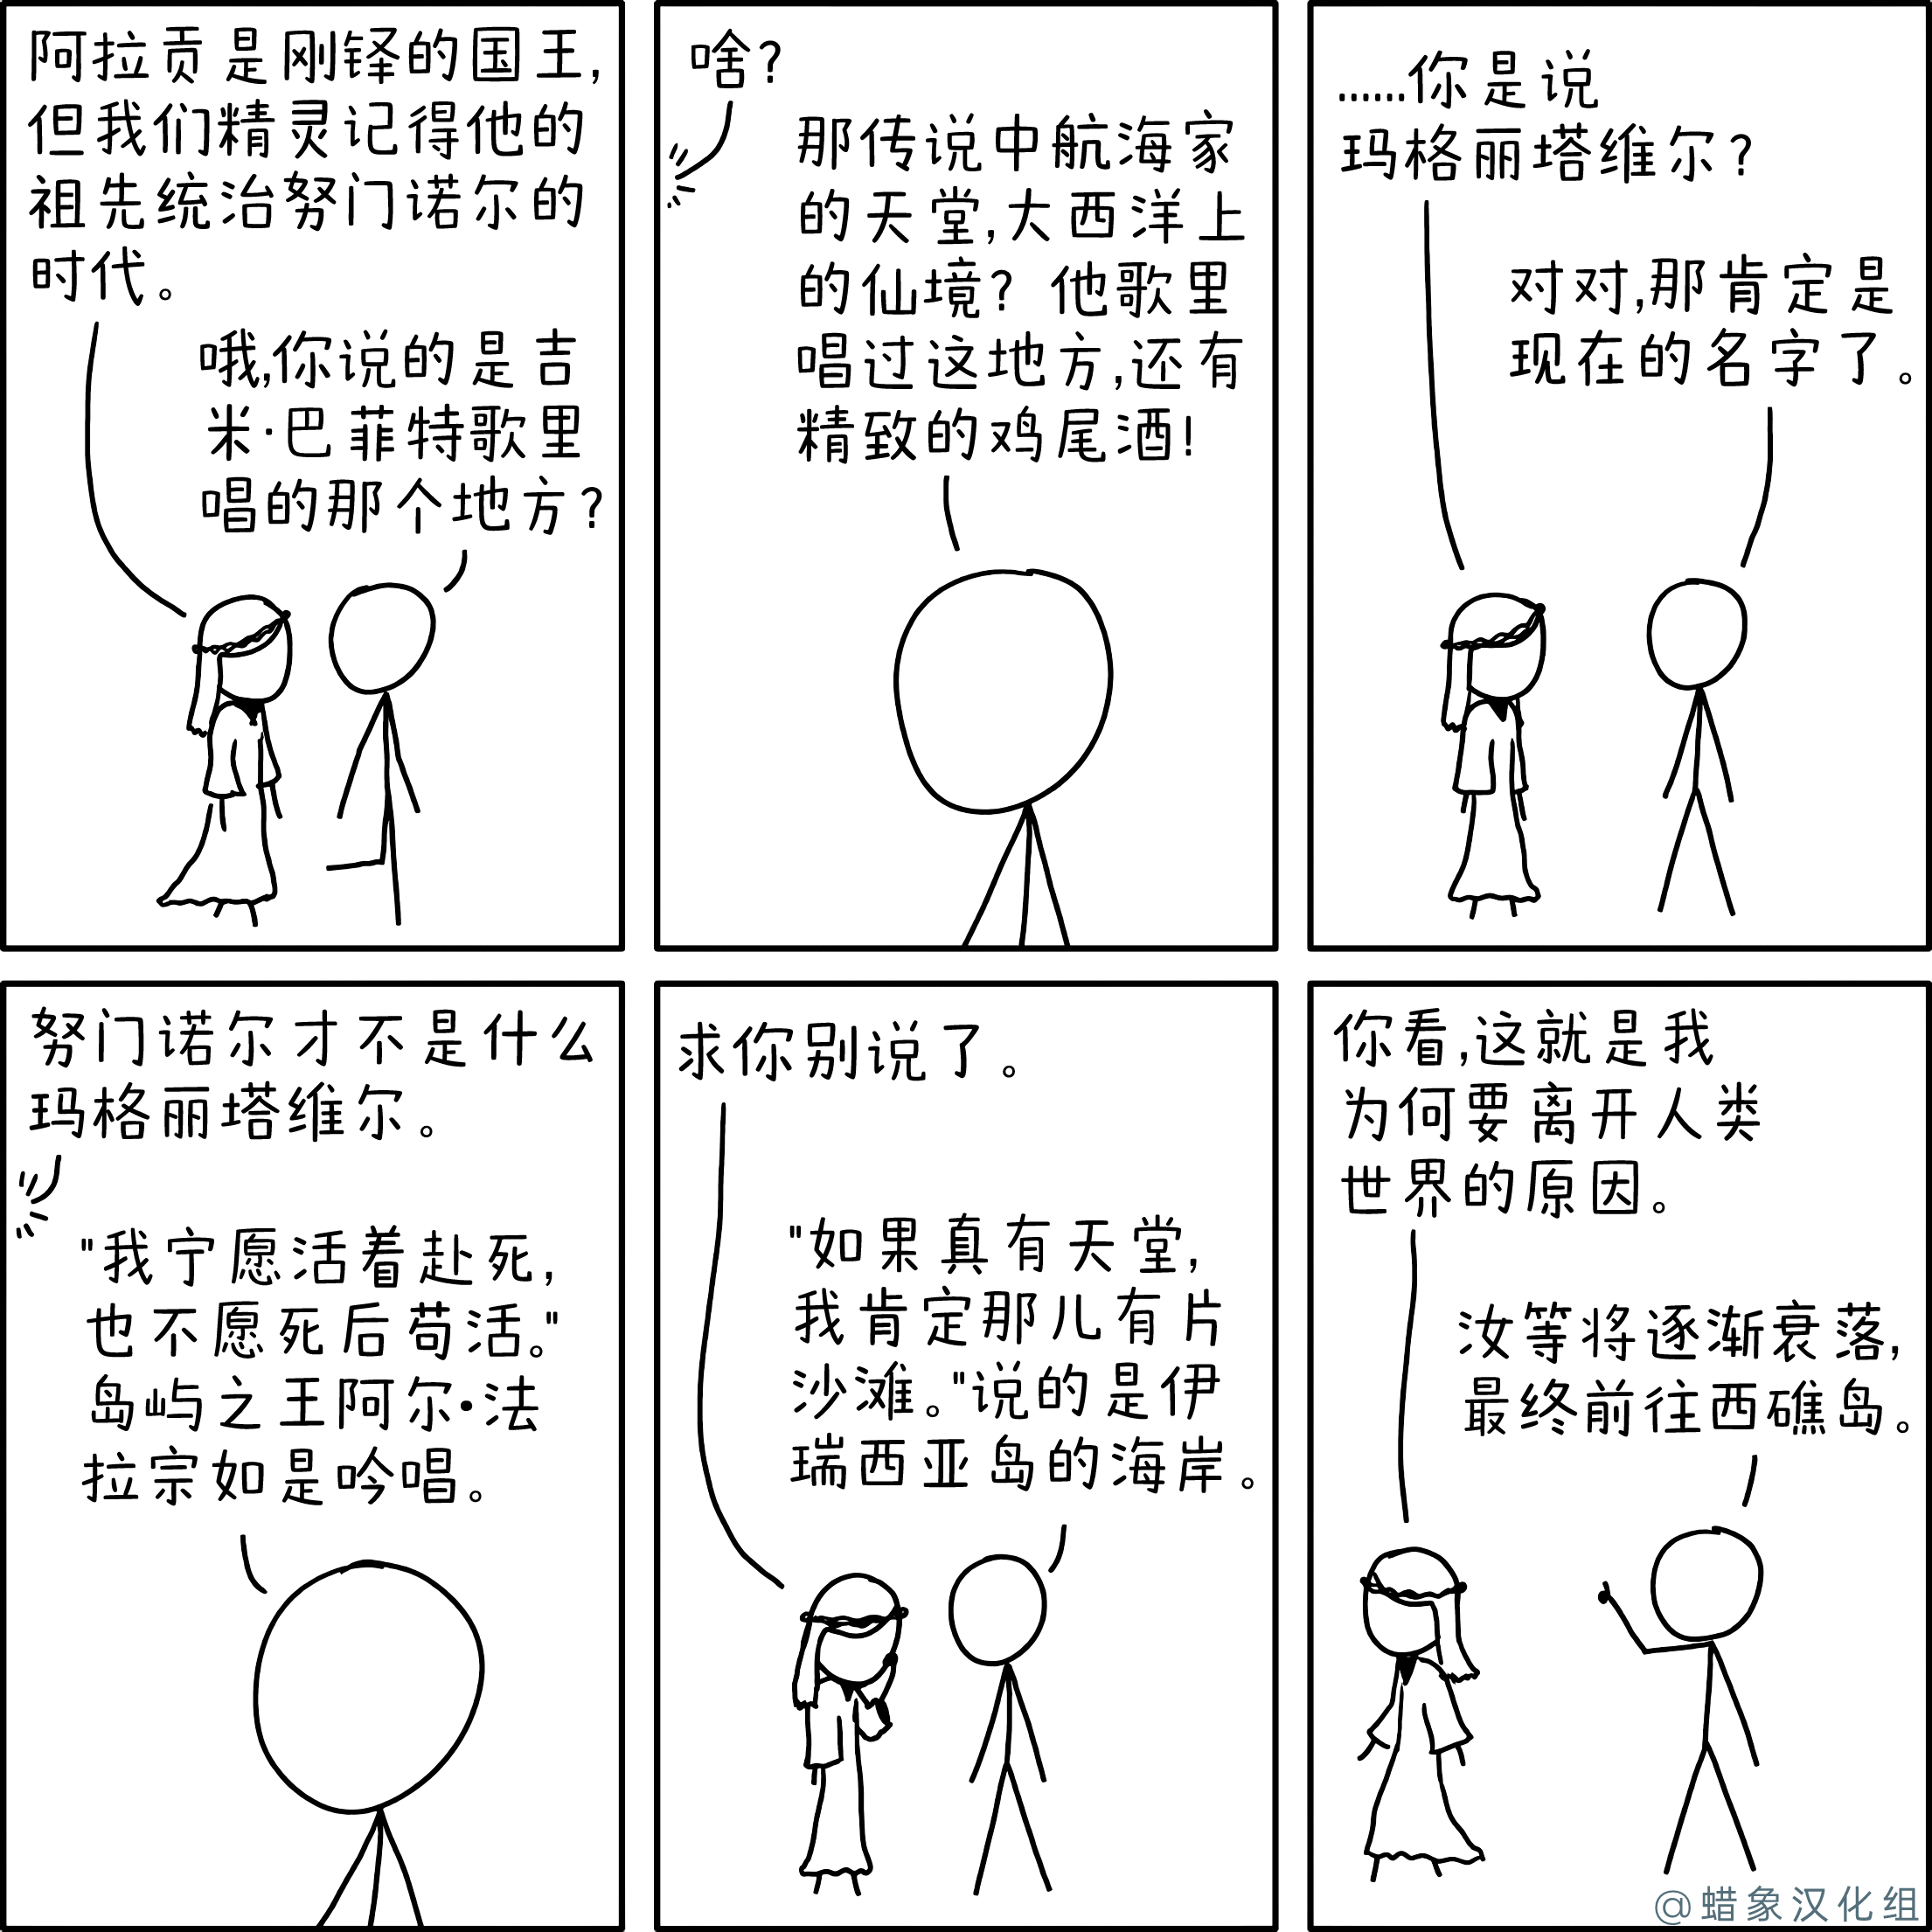 阿拉贡是刚铎的国王,
但我们精灵记得他的
祖先统治努门诺尔的
时代。
哦,你说的是吉
米·巴菲特歌里
唱的那个地方?
啥?
那传说中航海家
的天堂,大西洋上
的仙境? 他歌里
唱过这地方,还有
精致的鸡尾酒!
......你是说
玛格丽塔维尔?
对对,那肯定是
现在的名字了。
努门诺尔才不是什么
玛格丽塔维尔。
"我宁愿活着赴死,
也不愿死后苟活。"
岛屿之王阿尔·法
拉宗如是吟唱。
求你别说了。
"如果真有天堂,
我肯定那儿有片
沙滩。"说的是伊
瑞西亚岛的海岸。
你看,这就是我
为何要离开人类
世界的原因。
汝等将逐渐衰落,
最终前往西礁岛。
@蜡象汉化组